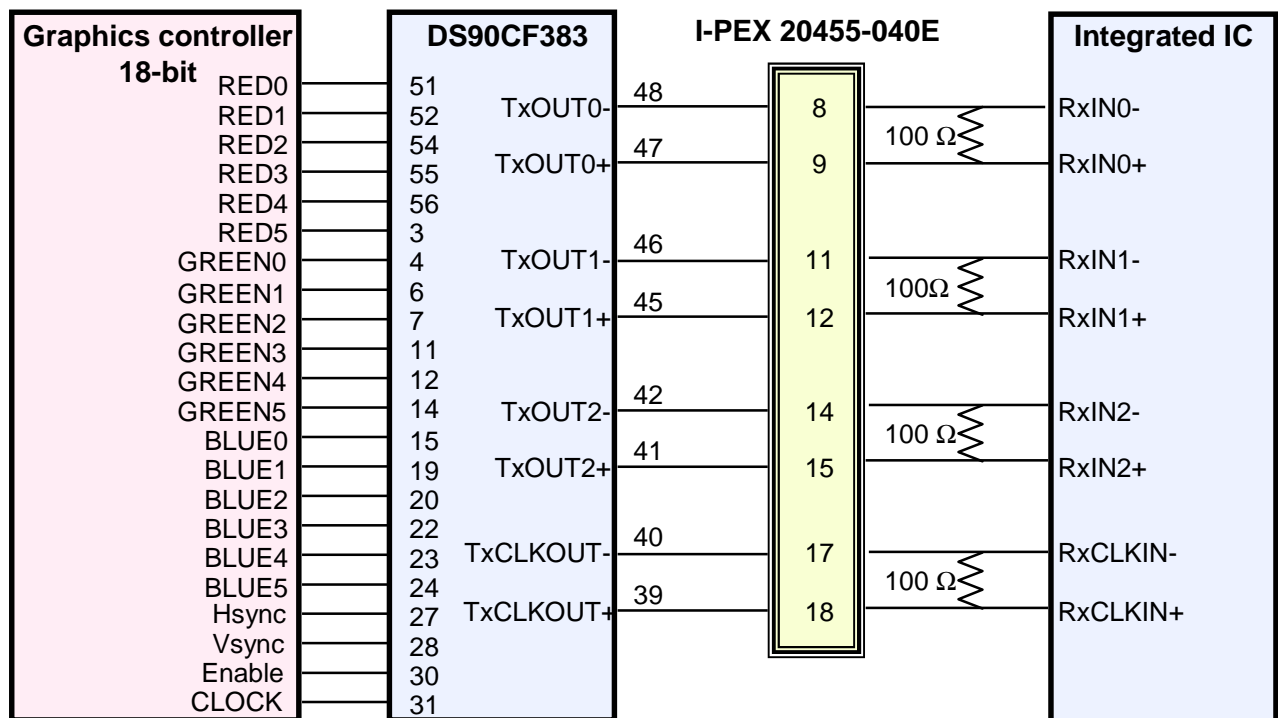 Graphics controller
18-bit
RED0
RED1
RED2
RED3
RED4
RED5
GREEN0
GREEN1
GREEN2
GREEN3
GREEN4
GREEN5
BLUE0
BLUE1
BLUE2
BLUE3
BLUE4
BLUE5
Hsync
Vsync
Enable
CLOCK
DS90CF383
51
52
54
55
56
3
4
6
7
11
12
14
15
19
20
22
23
24
27
28
30
31
TxOUT0-
TxOUT0+
TxOUT1-
TxOUT1+
TxOUT2-
TxOUT2+
TxCLKOUT-
TxCLKOUT+
48
47
46
45
42
41
40
39
I-PEX 20455-040E
8
9
11
12
14
15
17
18
100 Ω
100Ω
100 Ω
100 Ω
Integrated IC
RxIN0-
RxIN0+
RxIN1-
RxIN1+
RxIN2-
RxIN2+
RxCLKIN-
RxCLKIN+